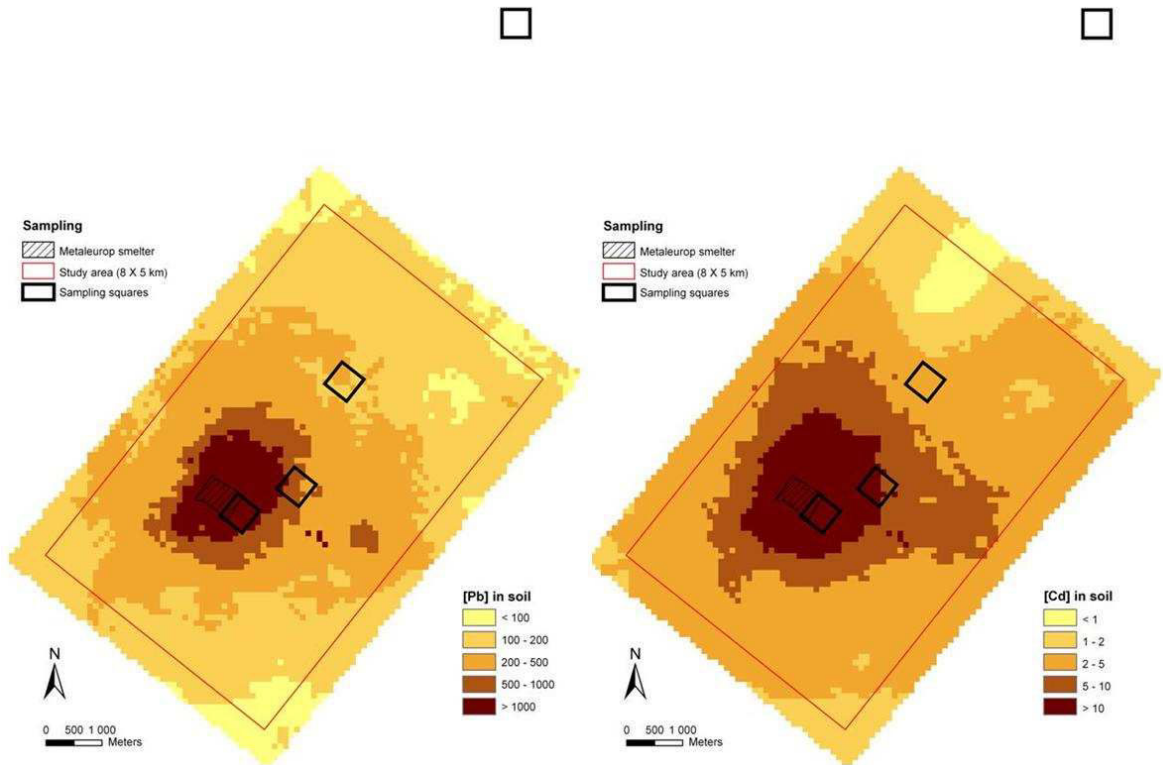 Sampling
Metaleurop smelter
Study area (8 X 5 km)
Sampling squares
[Pb] in soil
< 100
100 - 200
200 - 500
500 - 1000
> 1000
N
0 500 1 000
Meters
Sampling
Metaleurop smelter
Study area (8 X 5 km)
Sampling squares
[Cd] in soil
< 1
1 - 2
2 - 5
5 - 10
> 10
N
0 500 1 000
Meters